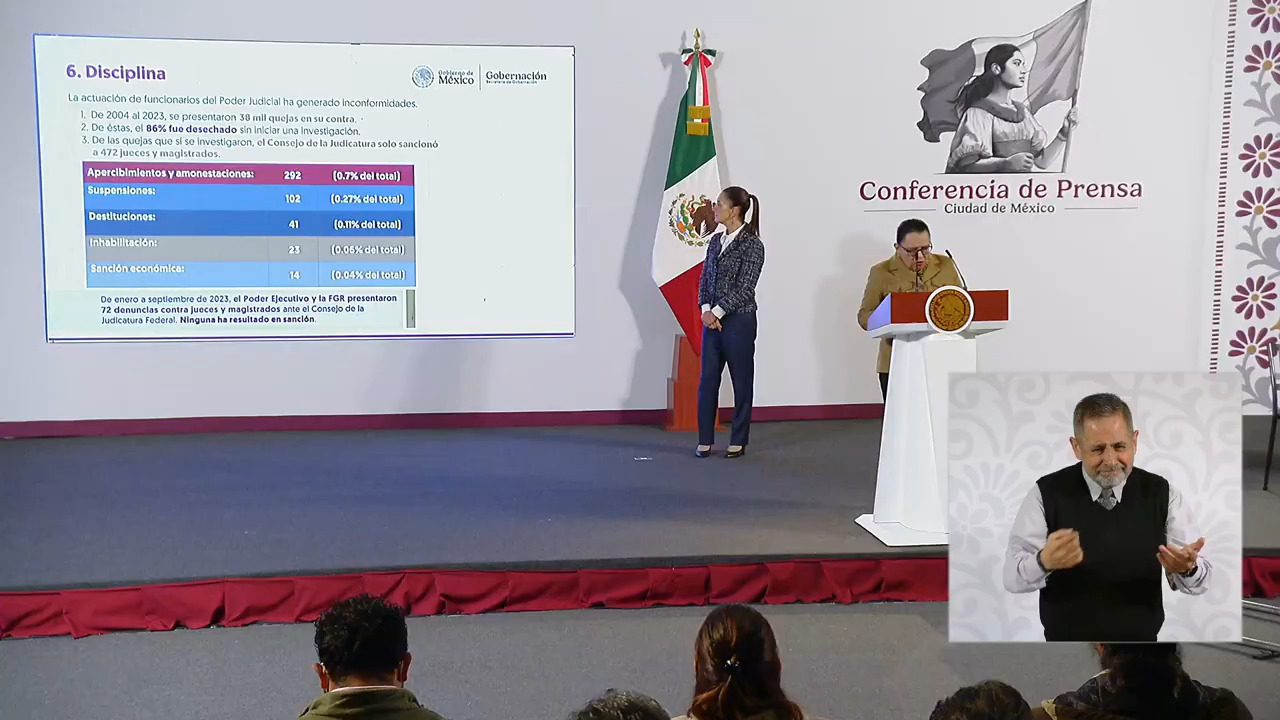 6. Disciplina
Gobierno de
México
Gobernación
Secretaría de Gobernación
La actuación de funcionarios del Poder Judicial ha generado inconformidades.
1. De 2004 al 2023, se presentaron 38 mil quejas en su contra.
2. De éstas, el 86% fue desechado sin iniciar una investigación.
3. De las quejas que sí se investigaron, el Consejo de la Judicatura solo sancionó
a 472 jueces y magistrados.
Apercibimientos y amonestaciones: 292 (0.7% del total)
Suspensiones: 102 (0.27% del total)
Destituciones: 41 (0.11% del total)
Inhabilitación: 23 (0.06% del total)
Sanción económica: 14 (0.04% del total)
De enero a septiembre de 2023, el Poder Ejecutivo y la FGR presentaron
72 denuncias contra jueces y magistrados ante el Consejo de la
Judicatura Federal. Ninguna ha resultado en sanción.
Conferencia de Prensa
Ciudad de México